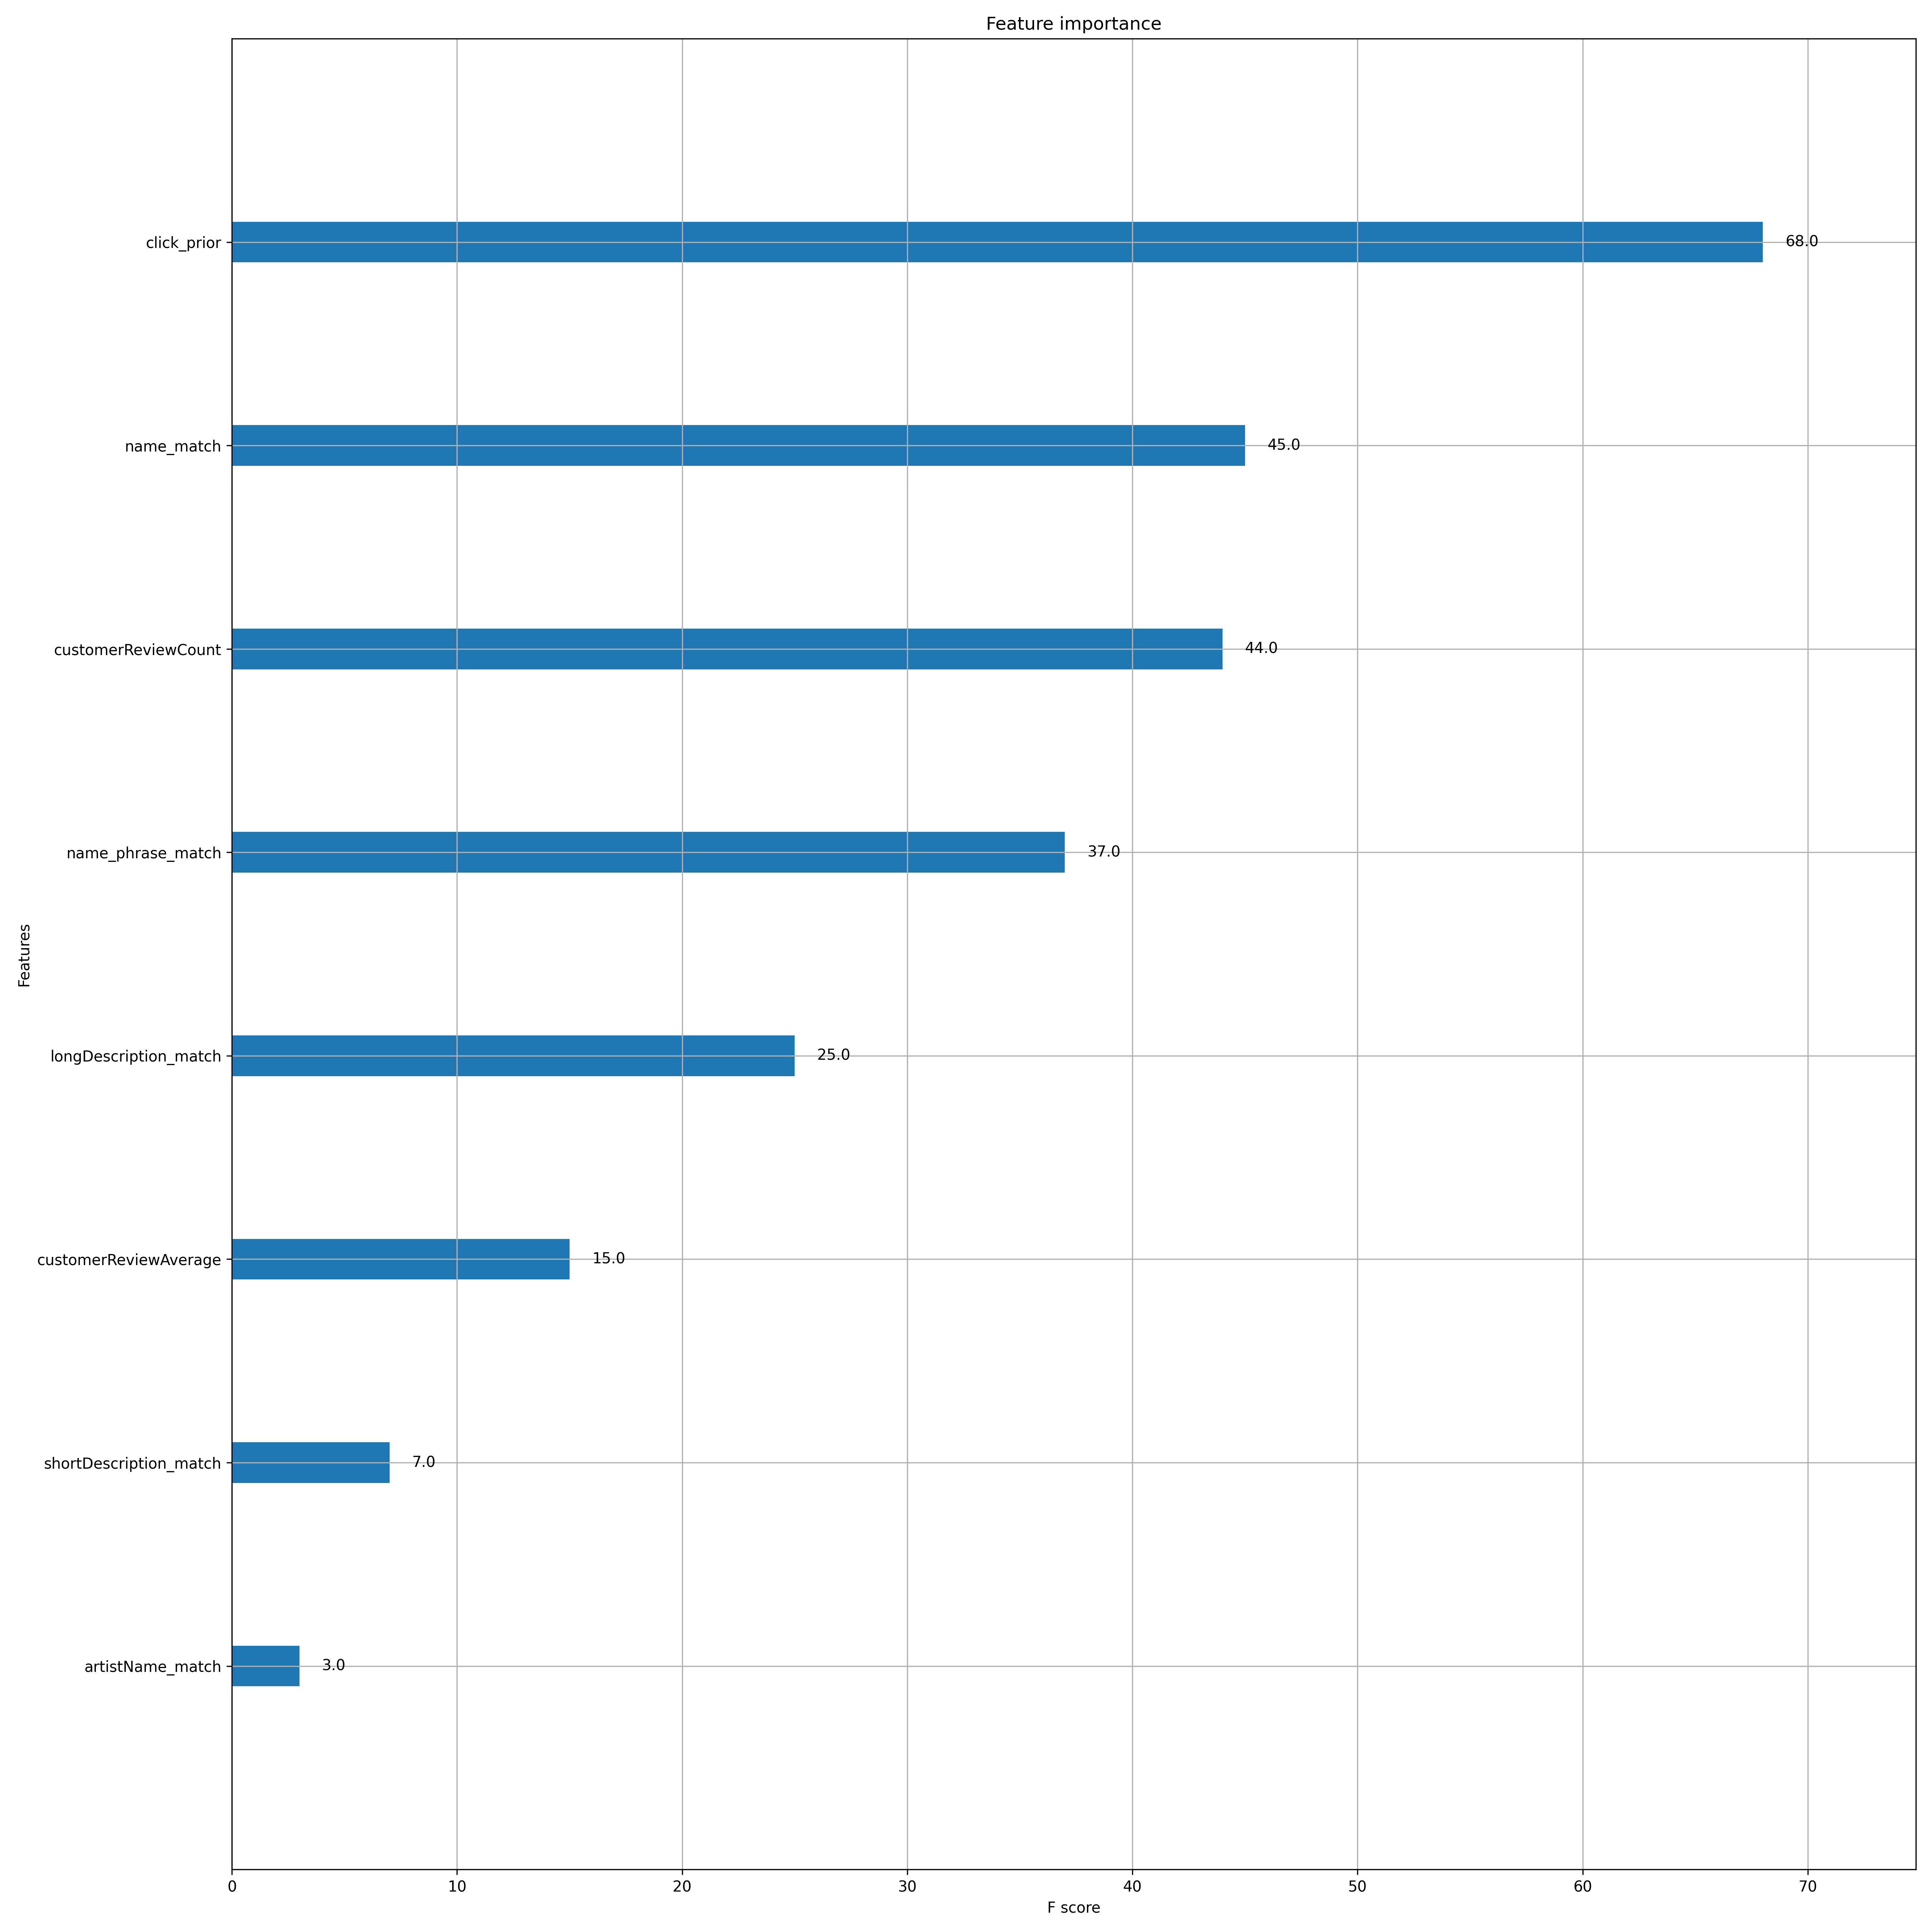 Feature importance
click_prior
68.0
name_match
45.0
customerReviewCount
44.0
name_phrase_match
37.0
Features
longDescription_match
25.0
customerReviewAverage
15.0
shortDescription_match
7.0
artistName_match
3.0
0 10 20 30 40 50 60 70
F score